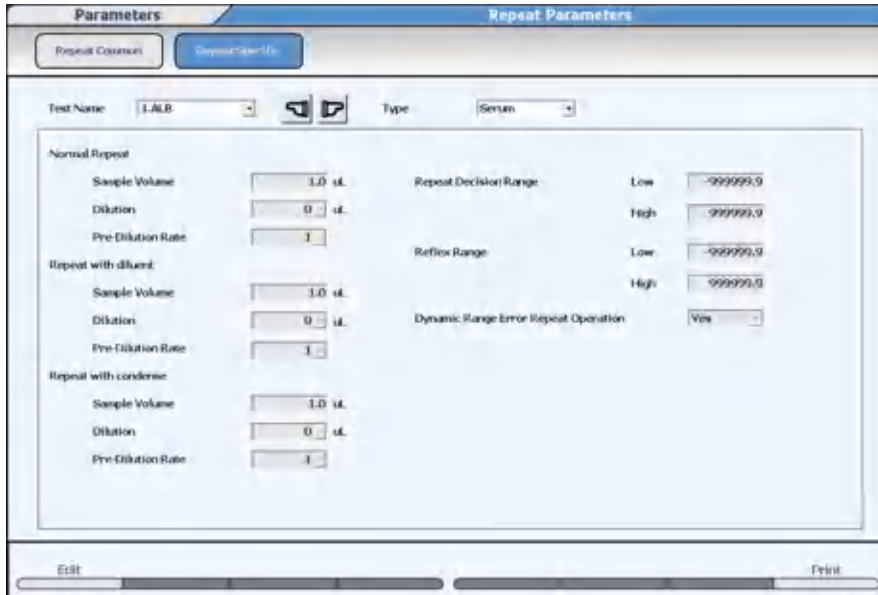 Parameters
Repeat Parameters
Repeat Common
Repeat Specific
Test Name 1.ALB Type Serum
Normal Repeat
Sample Volume 1.0 uL
Dilution 0 uL
Pre-Dilution Rate 1
Repeat with diluent
Sample Volume 1.0 uL
Dilution 0 uL
Pre-Dilution Rate 1
Repeat with condense
Sample Volume 1.0 uL
Dilution 0 uL
Pre-Dilution Rate 1
Repeat Decision Range Low -999999.9
High 999999.9
Reflex Range Low -999999.9
High 999999.9
Dynamic Range Error Repeat Operation Yes
Edit
Print